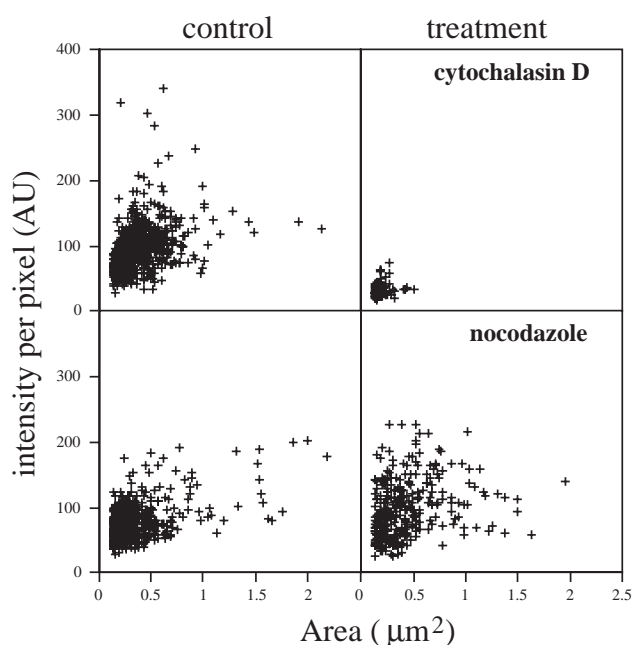 control treatment
400
cytochalasin D
300
200
100
0
nocodazole
300
200
100
0
intensity per pixel (AU)
0 0.5 1 1.5 2 0 0.5 1 1.5 2 2.5
Area ( μm2)